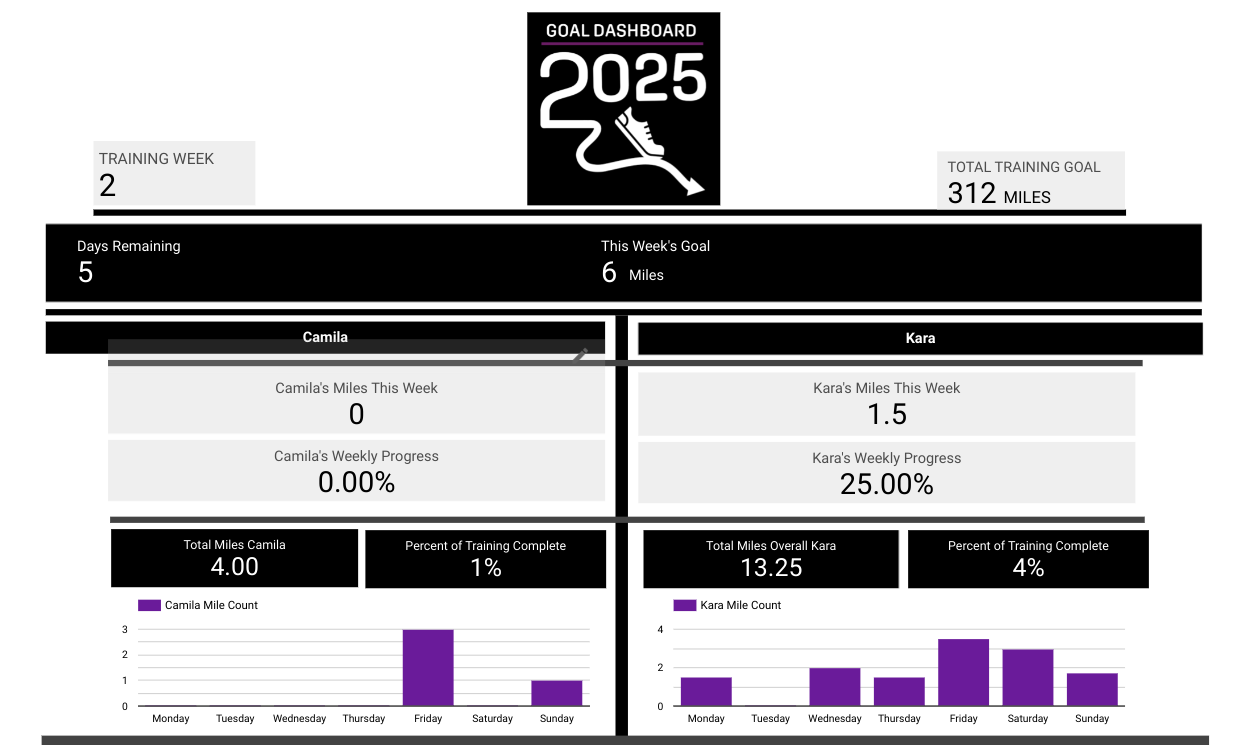 GOAL DASHBOARD
2025
TRAINING WEEK
2
TOTAL TRAINING GOAL
312 MILES
Days Remaining
5
This Week's Goal
6 Miles
Camila
Camila's Miles This Week
0
Camila's Weekly Progress
0.00%
Total Miles Camila
4.00
Percent of Training Complete
1%
Camila Mile Count
3
2
1
0
Monday Tuesday Wednesday Thursday Friday Saturday Sunday
Kara
Kara's Miles This Week
1.5
Kara's Weekly Progress
25.00%
Total Miles Overall Kara
13.25
Percent of Training Complete
4%
Kara Mile Count
4
2
0
Monday Tuesday Wednesday Thursday Friday Saturday Sunday